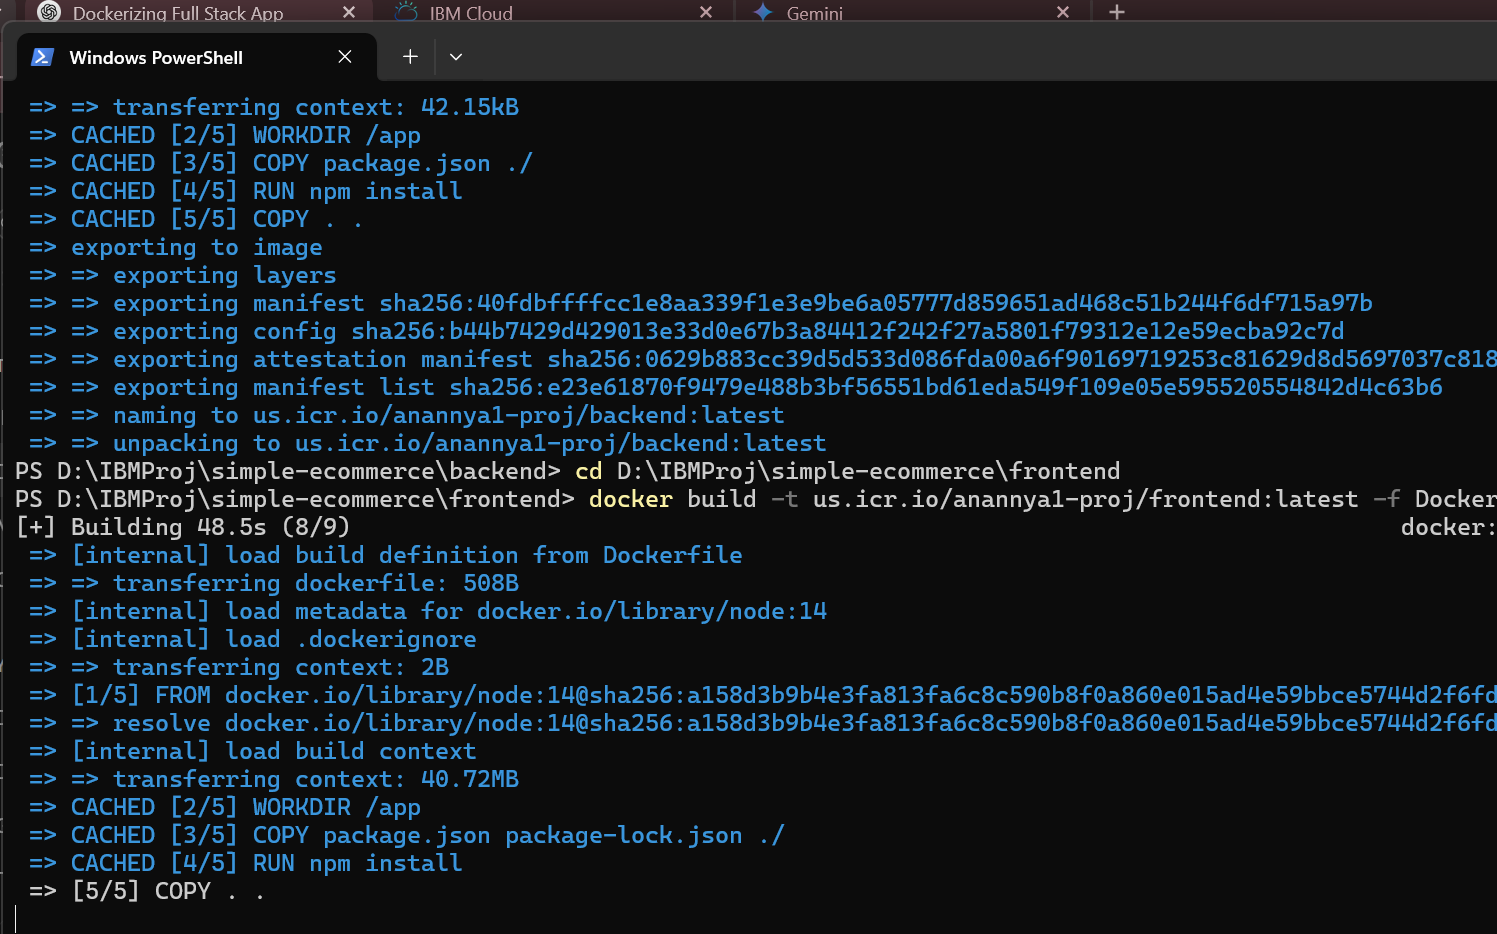 Dockerizing Full Stack App
IBM Cloud
Gemini
Windows PowerShell
=> => transferring context: 42.15kB
=> CACHED [2/5] WORKDIR /app
=> CACHED [3/5] COPY package.json ./
=> CACHED [4/5] RUN npm install
=> CACHED [5/5] COPY . .
=> exporting to image
=> => exporting layers
=> => exporting manifest sha256:40fdbffffcc1e8aa339f1e3e9be6a05777d859651ad468c51b244f6df715a97b
=> => exporting config sha256:b44b7429d429013e33d0e67b3a84412f242f27a5801f79312e12e59ecba92c7d
=> => exporting attestation manifest sha256:0629b883cc39d5d533d086fda00a6f90169719253c81629d8d5697037c818
=> => exporting manifest list sha256:e23e61870f9479e488b3bf56551bd61eda549f109e05e595520554842d4c63b6
=> => naming to us.icr.io/anannya1-proj/backend:latest
=> => unpacking to us.icr.io/anannya1-proj/backend:latest
PS D:\IBMProj\simple-ecommerce\backend> cd D:\IBMProj\simple-ecommerce\frontend
PS D:\IBMProj\simple-ecommerce\frontend> docker build -t us.icr.io/anannya1-proj/frontend:latest -f Docker
[+] Building 48.5s (8/9) docker:
=> [internal] load build definition from Dockerfile
=> => transferring dockerfile: 508B
=> [internal] load metadata for docker.io/library/node:14
=> [internal] load .dockerignore
=> => transferring context: 2B
=> [1/5] FROM docker.io/library/node:14@sha256:a158d3b9b4e3fa813fa6c8c590b8f0a860e015ad4e59bbce5744d2f6fd
=> => resolve docker.io/library/node:14@sha256:a158d3b9b4e3fa813fa6c8c590b8f0a860e015ad4e59bbce5744d2f6fd
=> [internal] load build context
=> => transferring context: 40.72MB
=> CACHED [2/5] WORKDIR /app
=> CACHED [3/5] COPY package.json package-lock.json ./
=> CACHED [4/5] RUN npm install
=> [5/5] COPY . .